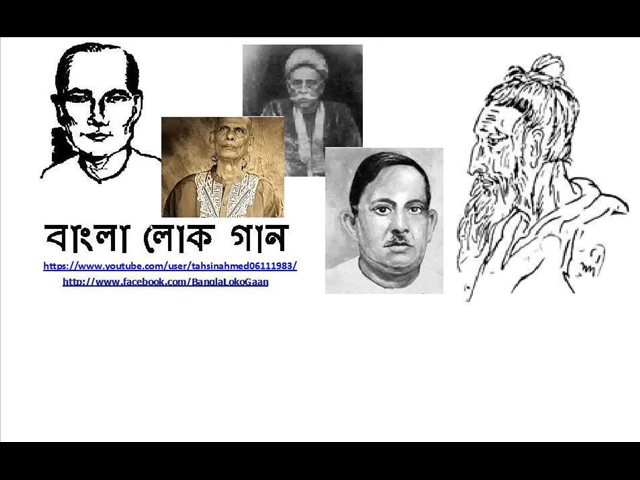 বাংলা লোক গান
https://www.youtube.com/user/tahsinahmed06111983/
http://www.facebook.com/BanglaLokoGaan